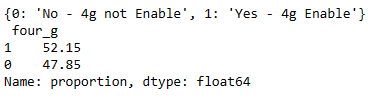 {0: 'No - 4g not Enable', 1: 'Yes - 4g Enable'}
four_g
1    52.15
0    47.85
Name: proportion, dtype: float64